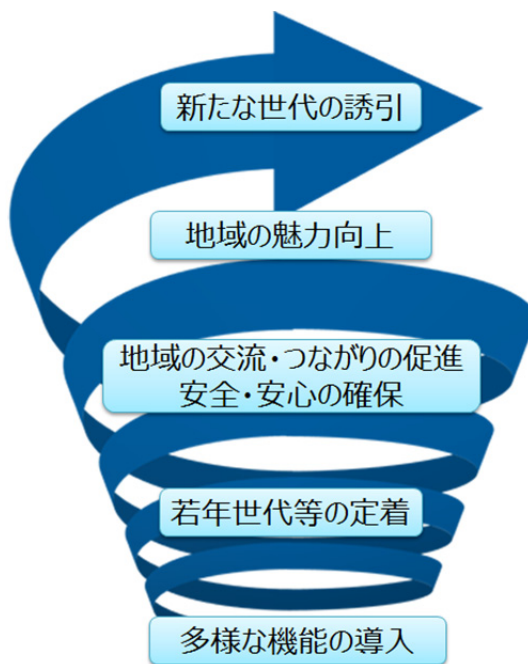 新たな世代の誘引
地域の魅力向上
地域の交流・つながりの促進
安全・安心の確保
若年世代等の定着
多様な機能の導入